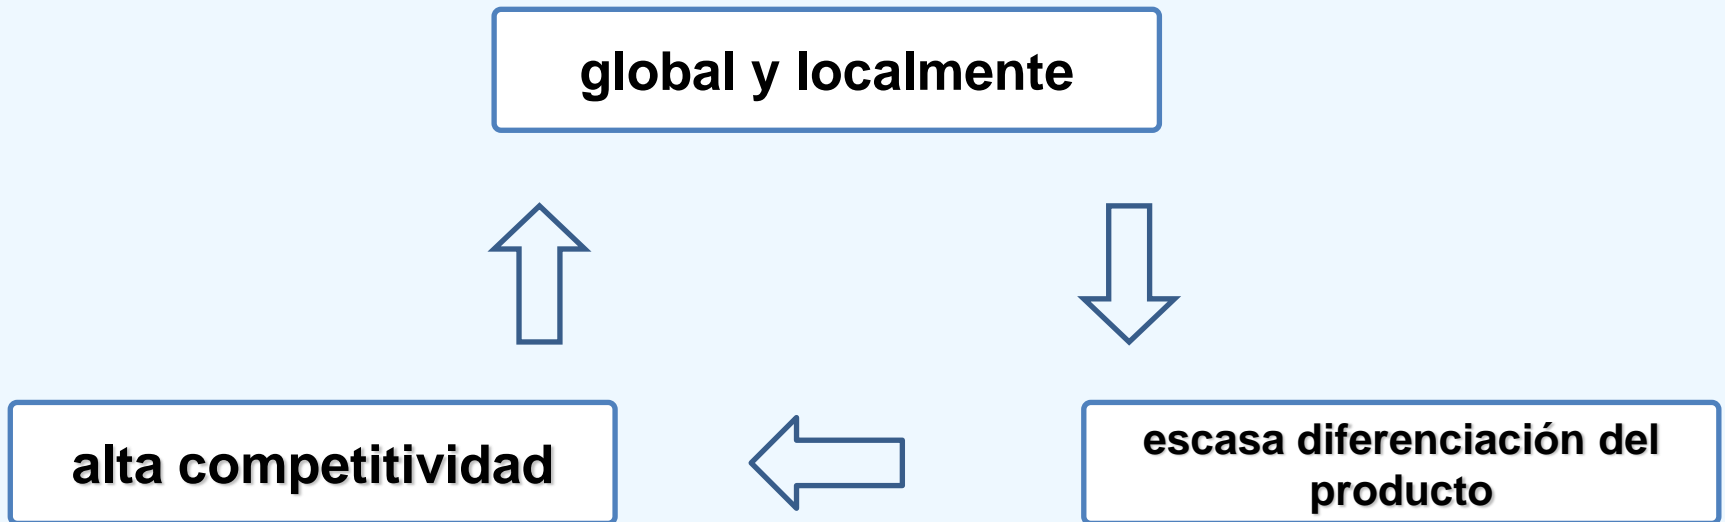 global y localmente
alta competitividad
escasa diferenciación del
producto